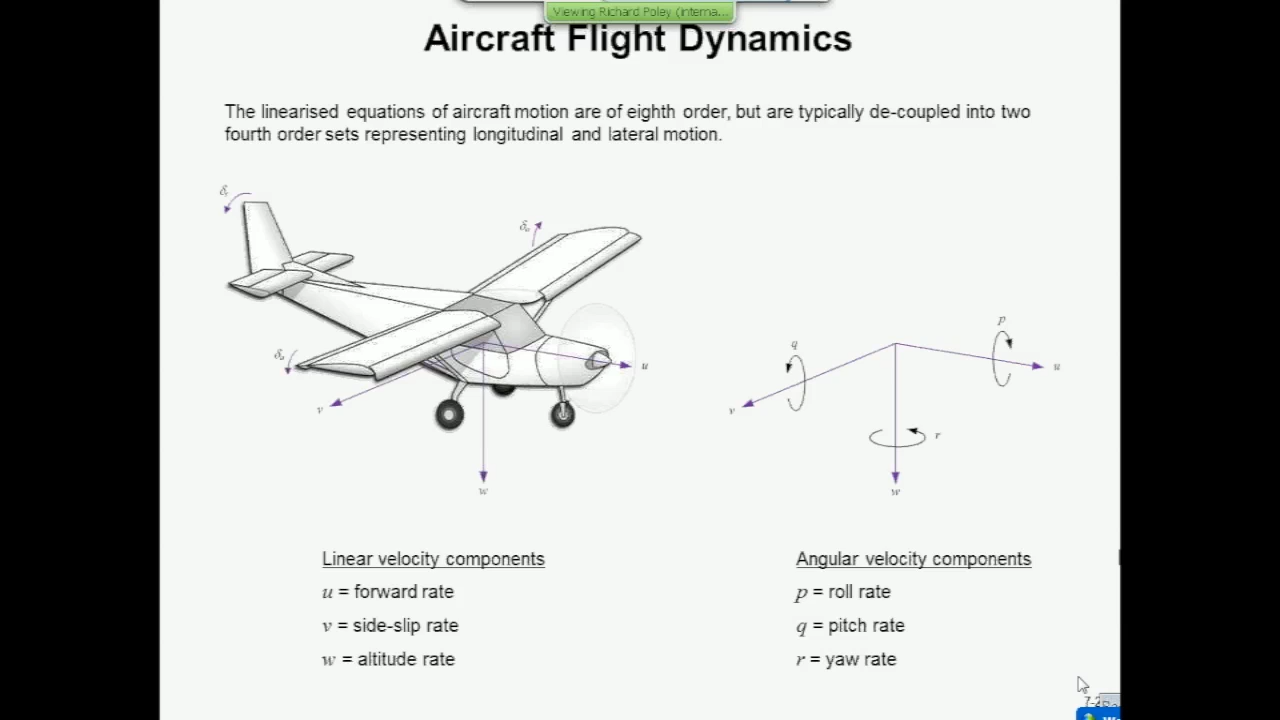 Viewing Richard Poley (interna...
Aircraft Flight Dynamics
The linearised equations of aircraft motion are of eighth order, but are typically de-coupled into two
fourth order sets representing longitudinal and lateral motion.
δr
δa
δa
u
v
w
q
p
u
v
r
w
Linear velocity components
u = forward rate
v = side-slip rate
w = altitude rate
Angular velocity components
p = roll rate
q = pitch rate
r = yaw rate